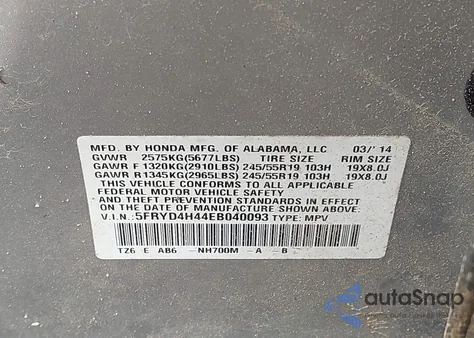 MFD. BY HONDA MFG. OF ALABAMA, LLC 03/'14
GVWR 2575KG(5677LBS) TIRE SIZE RIM SIZE
GAWR F 1320KG(2910LBS) 245/55R19 103H 19X8.0J
GAWR R 1345KG(2965LBS) 245/55R19 103H 19X8.0J
THIS VEHICLE CONFORMS TO ALL APPLICABLE
FEDERAL MOTOR VEHICLE SAFETY
AND THEFT PREVENTION STANDARDS IN EFFECT
ON THE DATE OF MANUFACTURE SHOWN ABOVE
V.I.N.: 5FRYD4H44EB040093 TYPE: MPV
TZ6 E AB6 -NH700M -A -B
autoSnap